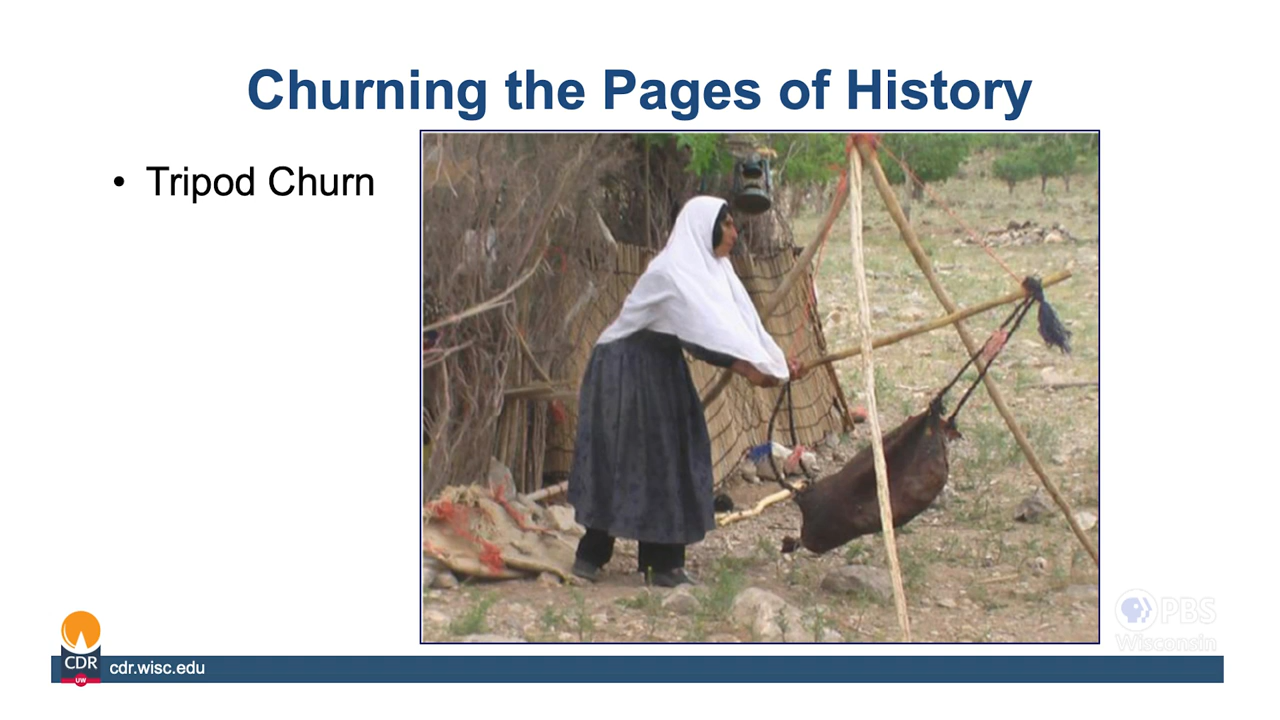 Churning the Pages of History
• Tripod Churn
PBS
Wisconsin
CDR
UW
cdr.wisc.edu